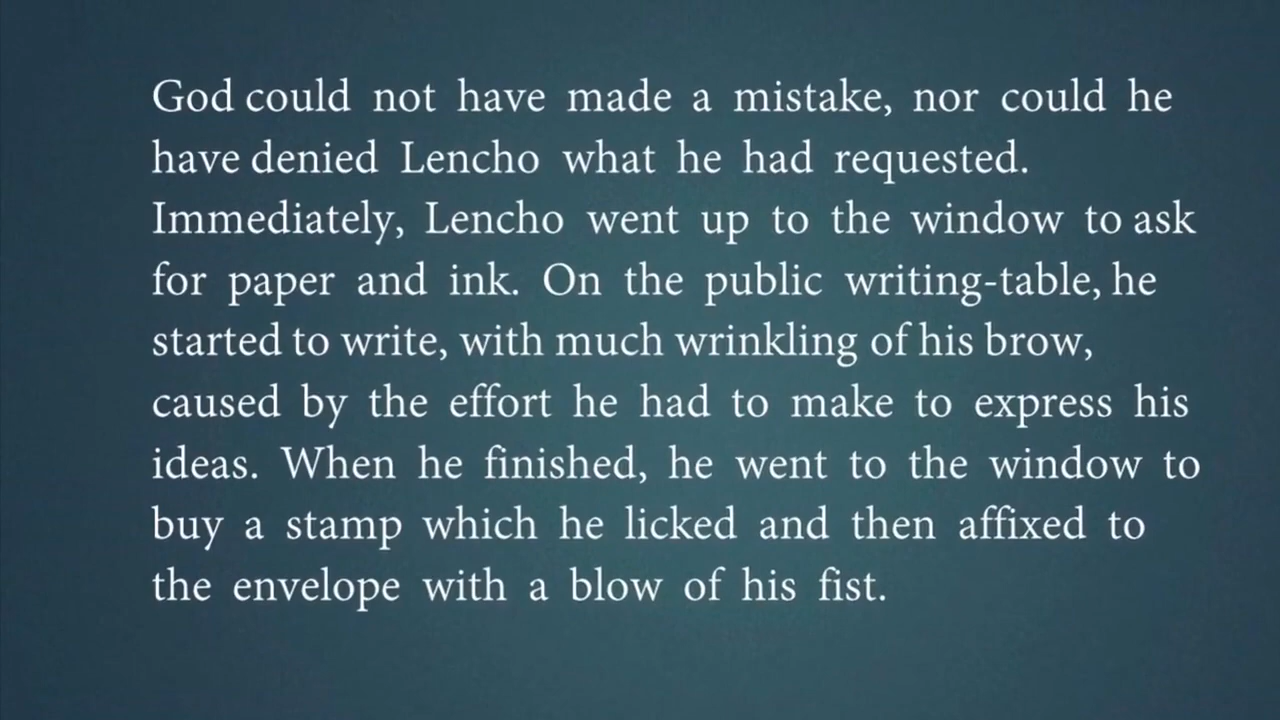 God could not have made a mistake, nor could he
have denied Lencho what he had requested.
Immediately, Lencho went up to the window to ask
for paper and ink. On the public writing-table, he
started to write, with much wrinkling of his brow,
caused by the effort he had to make to express his
ideas. When he finished, he went to the window to
buy a stamp which he licked and then affixed to
the envelope with a blow of his fist.